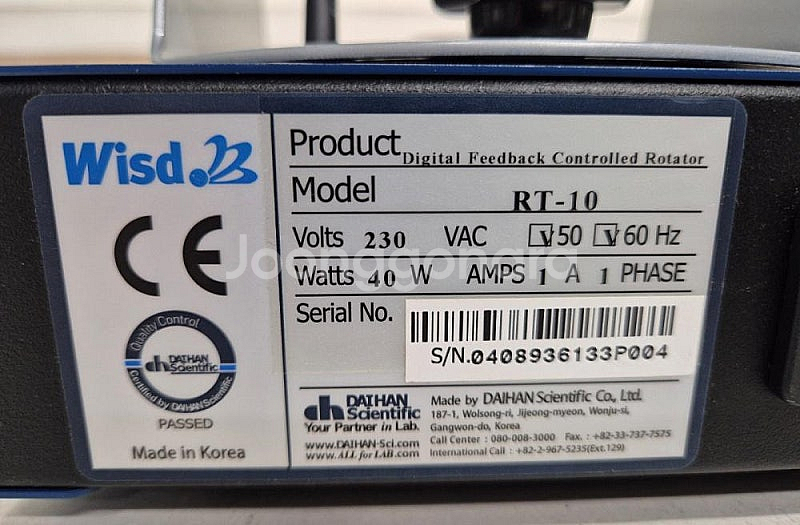 Wisd.
CE
Quality Control
dh DAIHAN Scientific
Certified by DAIHAN Scientific
PASSED
Made in Korea
Product Digital Feedback Controlled Rotator
Model RT-10
Volts 230 VAC 50 60 Hz
Watts 40 W AMPS 1 A 1 PHASE
Joonggonara
Serial No.
S/N.0408936133P004
dh DAIHAN Scientific
Your Partner in Lab.
www.DAIHAN-Sci.com
www.ALL for LAB.com
Made by DAIHAN Scientific Co., Ltd.
187-1, Wolsong-ri, Jijeong-myeon, Wonju-si,
Gangwon-do, Korea
Call Center : 080-008-3000 Fax. : +82-33-737-7575
International Call : +82-2-967-5235(Ext.129)